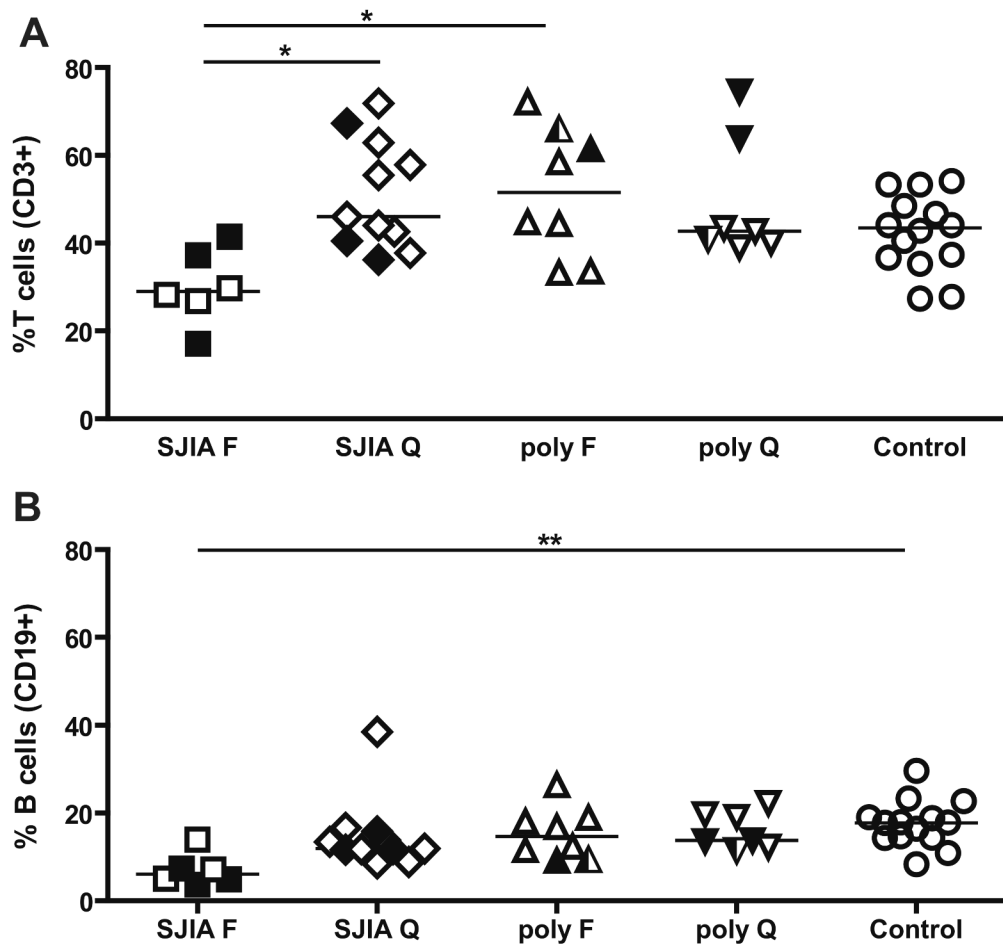 A
*
*
%T cells (CD3+)
80
60
40
20
0
SJIA F SJIA Q poly F poly Q Control
B
**
% B cells (CD19+)
80
60
40
20
0
SJIA F SJIA Q poly F poly Q Control